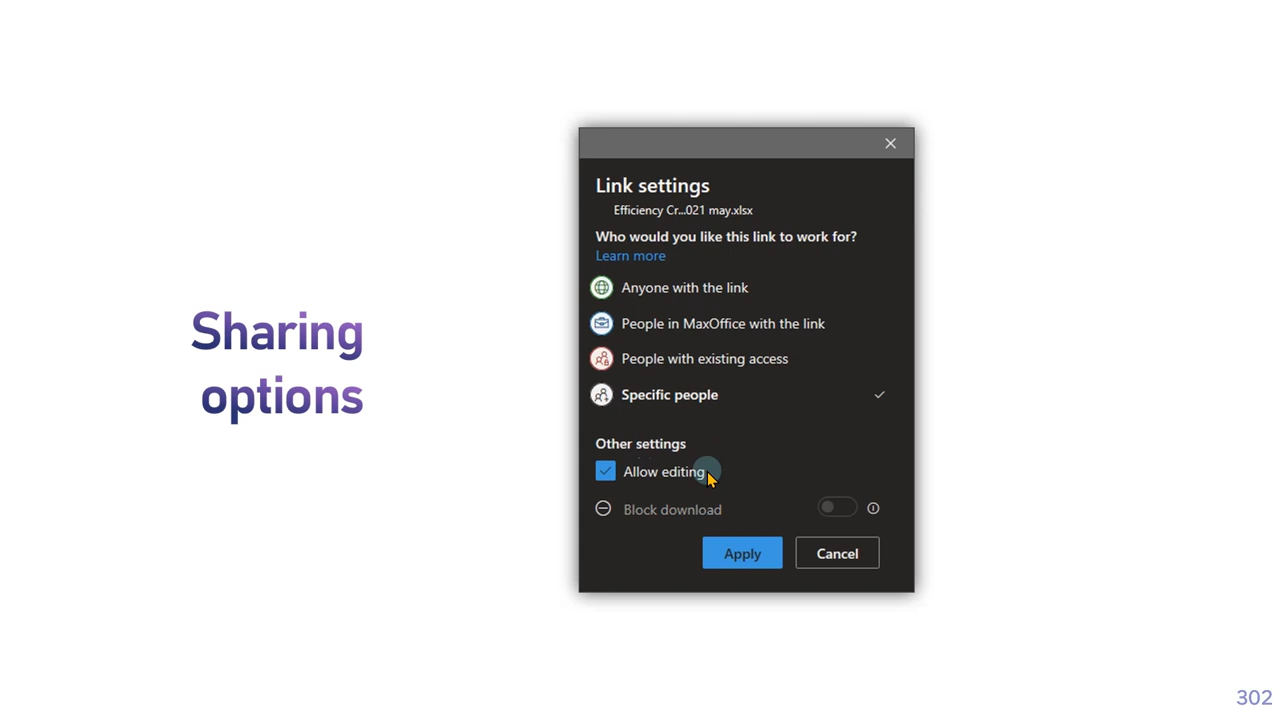 Sharing
options
Link settings
Efficiency Cr...021 may.xlsx
Who would you like this link to work for?
Learn more
Anyone with the link
People in MaxOffice with the link
People with existing access
Specific people
Other settings
Allow editing
Block download
Apply
Cancel
302